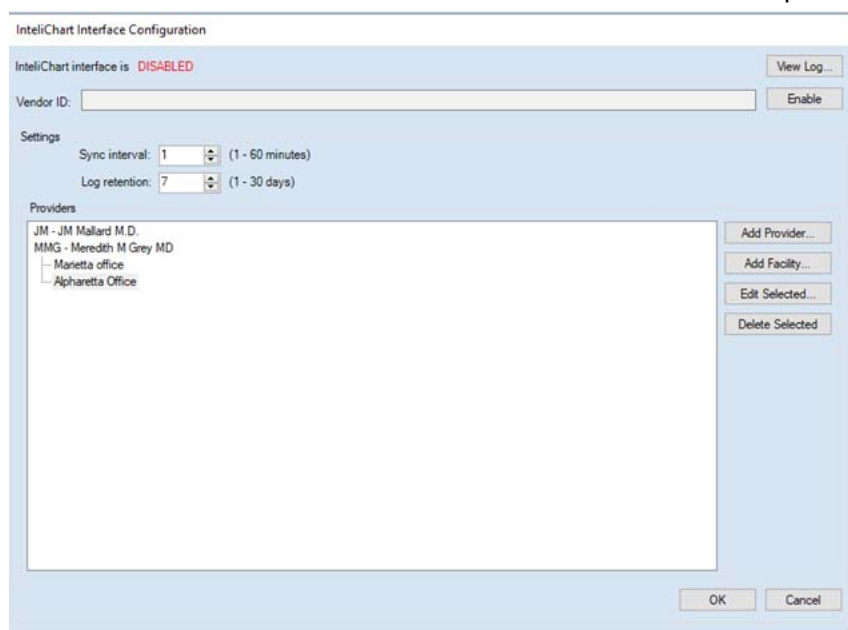 InteliChart Interface Configuration
InteliChart interface is DISABLED
View Log...
Vendor ID:
Enable
Settings
Sync interval: 1 (1 - 60 minutes)
Log retention: 7 (1 - 30 days)
Providers
JM - JM Mallard M.D.
MMG - Meredith M Grey MD
Marietta office
Alpharetta Office
Add Provider...
Add Facility...
Edit Selected...
Delete Selected
OK Cancel